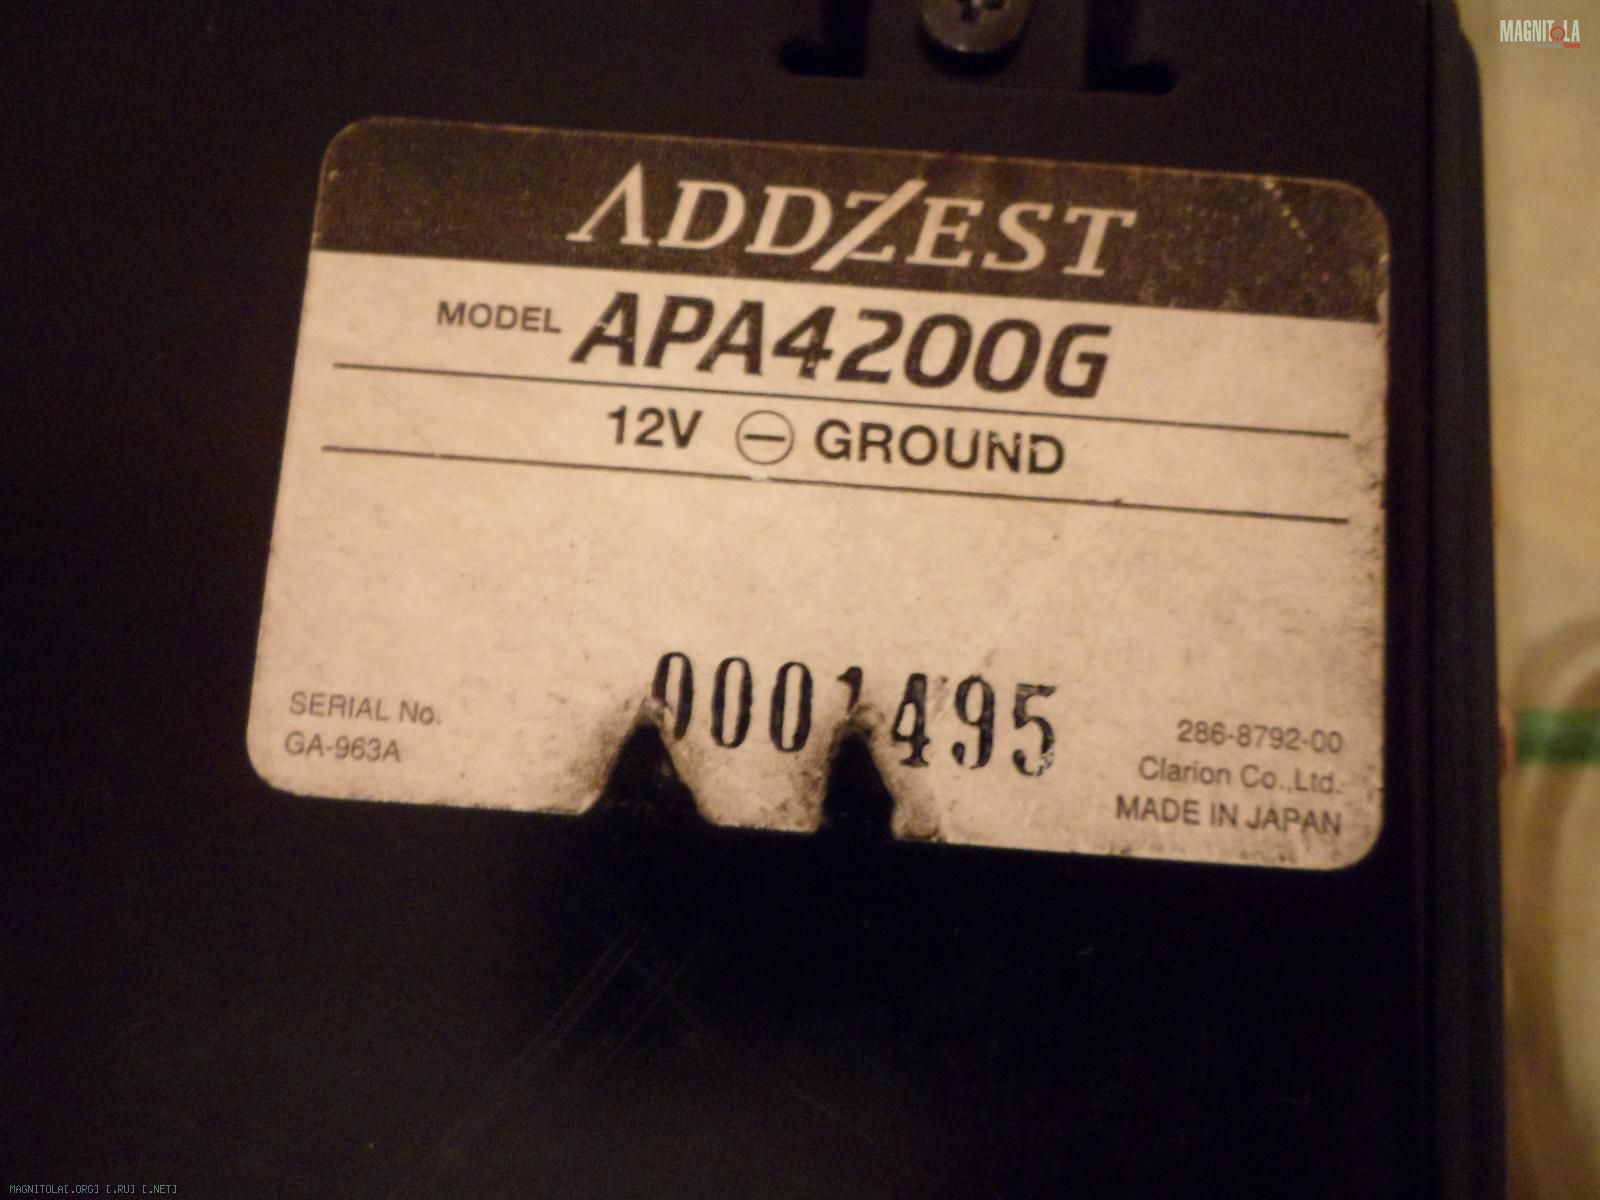 MAGNITOLA
ADDZEST
MODEL APA4200G
12V ⊖ GROUND
0001495
SERIAL No.
GA-963A
286-8792-00
Clarion Co.,Ltd.
MADE IN JAPAN
MAGNITOLA[.ORG] [.RU] [.NET]